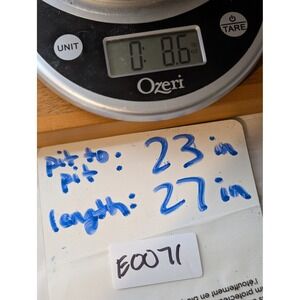 UNIT
0: 8.6
TARE
Ozeri
pit to pit: 23 in
length: 27 in
E0071